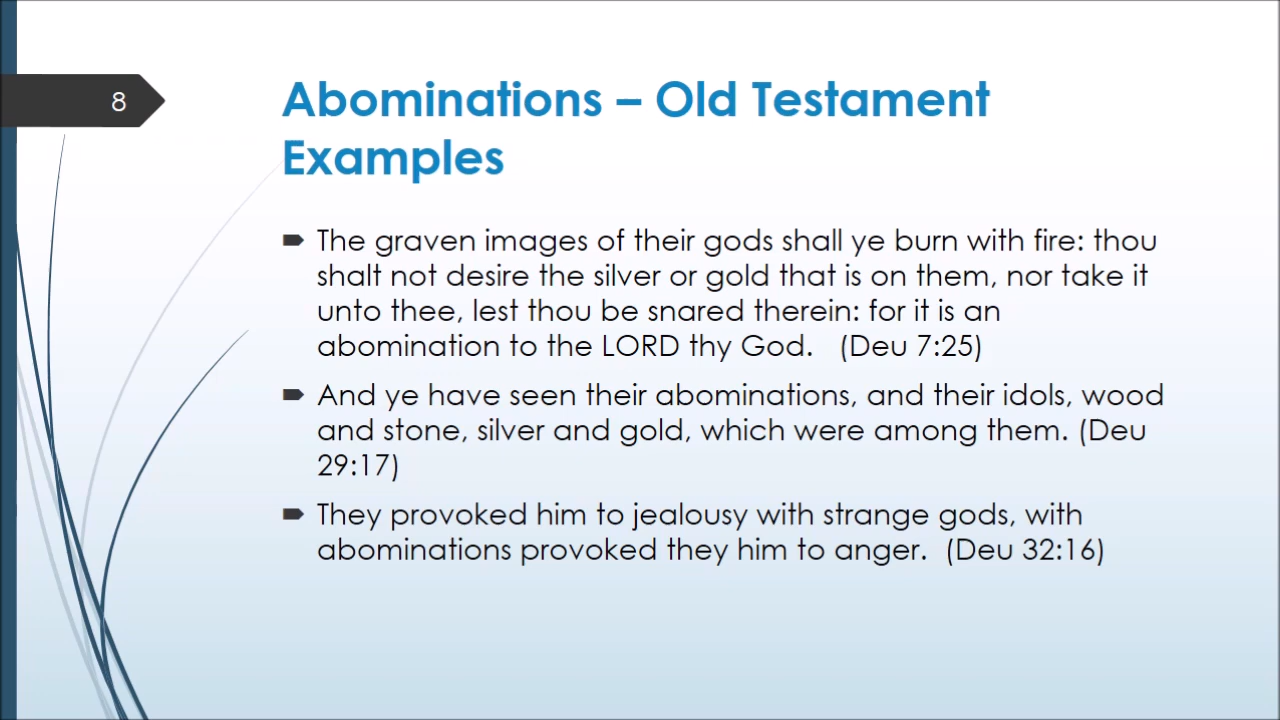 8
Abominations – Old Testament
Examples
The graven images of their gods shall ye burn with fire: thou
shalt not desire the silver or gold that is on them, nor take it
unto thee, lest thou be snared therein: for it is an
abomination to the LORD thy God.   (Deu 7:25)
And ye have seen their abominations, and their idols, wood
and stone, silver and gold, which were among them. (Deu
29:17)
They provoked him to jealousy with strange gods, with
abominations provoked they him to anger.  (Deu 32:16)